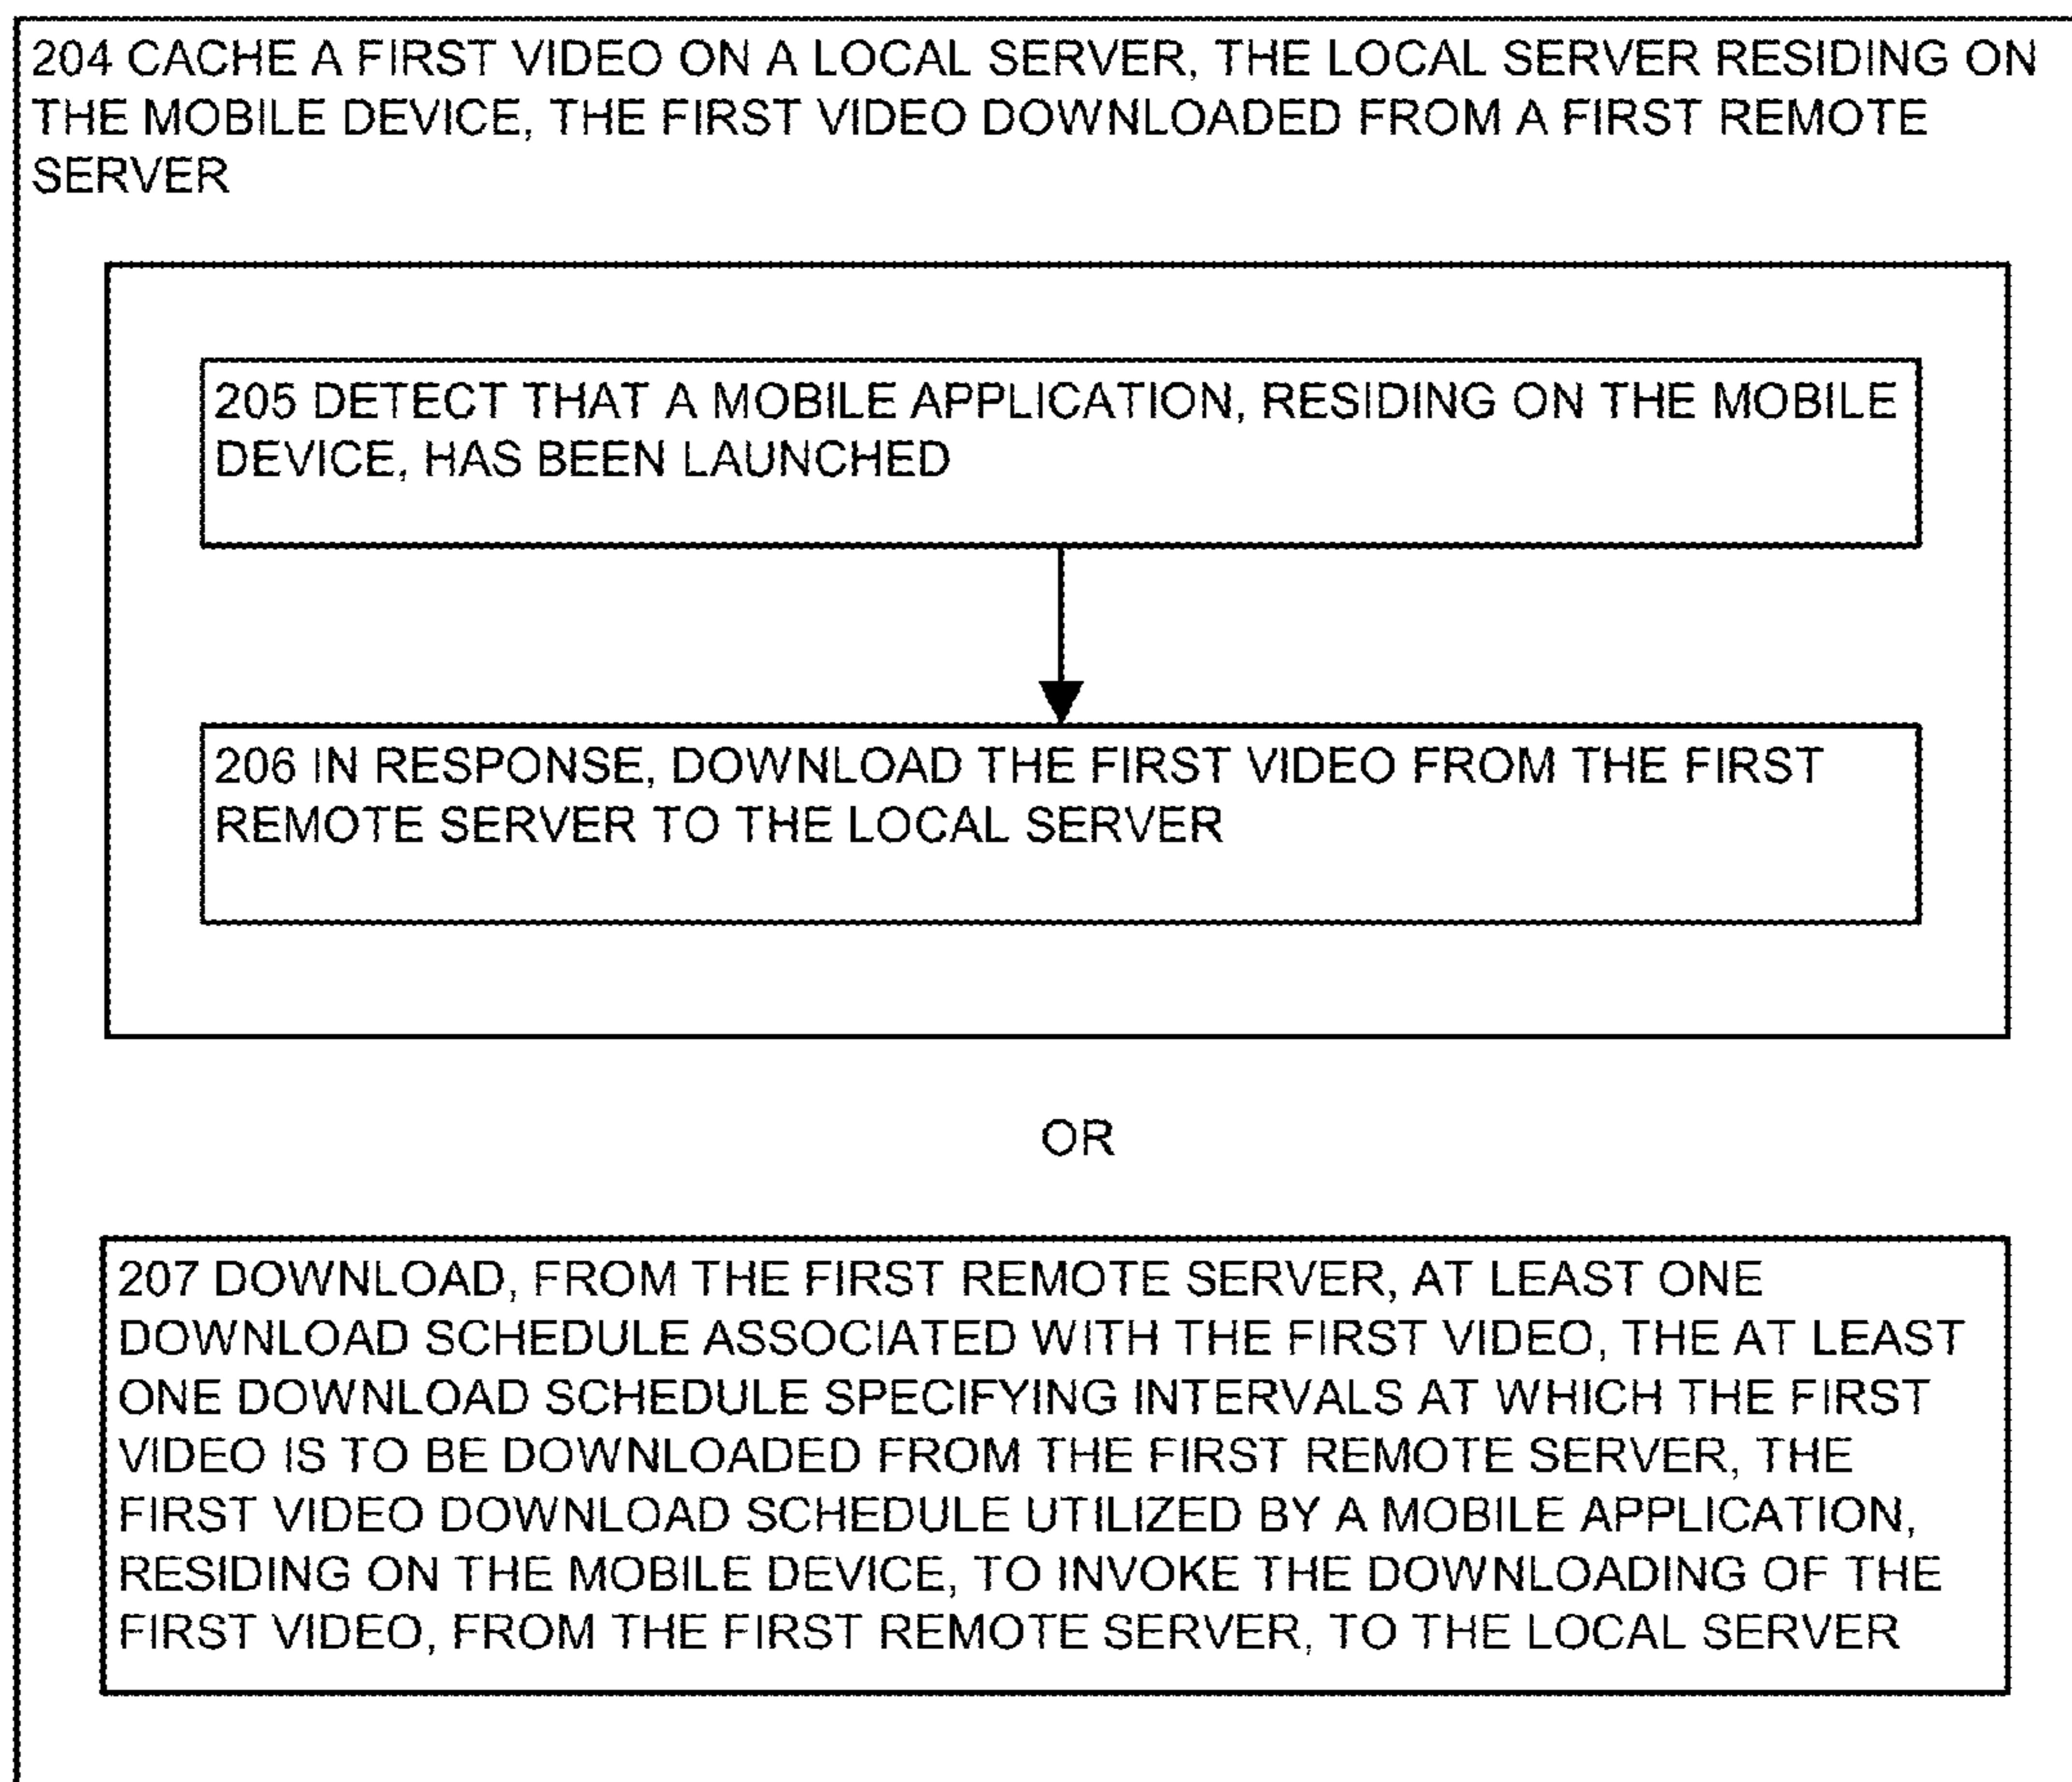 204 CACHE A FIRST VIDEO ON A LOCAL SERVER, THE LOCAL SERVER RESIDING ON
THE MOBILE DEVICE, THE FIRST VIDEO DOWNLOADED FROM A FIRST REMOTE
SERVER
205 DETECT THAT A MOBILE APPLICATION, RESIDING ON THE MOBILE
DEVICE, HAS BEEN LAUNCHED
206 IN RESPONSE, DOWNLOAD THE FIRST VIDEO FROM THE FIRST
REMOTE SERVER TO THE LOCAL SERVER
OR
207 DOWNLOAD, FROM THE FIRST REMOTE SERVER, AT LEAST ONE
DOWNLOAD SCHEDULE ASSOCIATED WITH THE FIRST VIDEO, THE AT LEAST
ONE DOWNLOAD SCHEDULE SPECIFYING INTERVALS AT WHICH THE FIRST
VIDEO IS TO BE DOWNLOADED FROM THE FIRST REMOTE SERVER, THE
FIRST VIDEO DOWNLOAD SCHEDULE UTILIZED BY A MOBILE APPLICATION,
RESIDING ON THE MOBILE DEVICE, TO INVOKE THE DOWNLOADING OF THE
FIRST VIDEO, FROM THE FIRST REMOTE SERVER, TO THE LOCAL SERVER